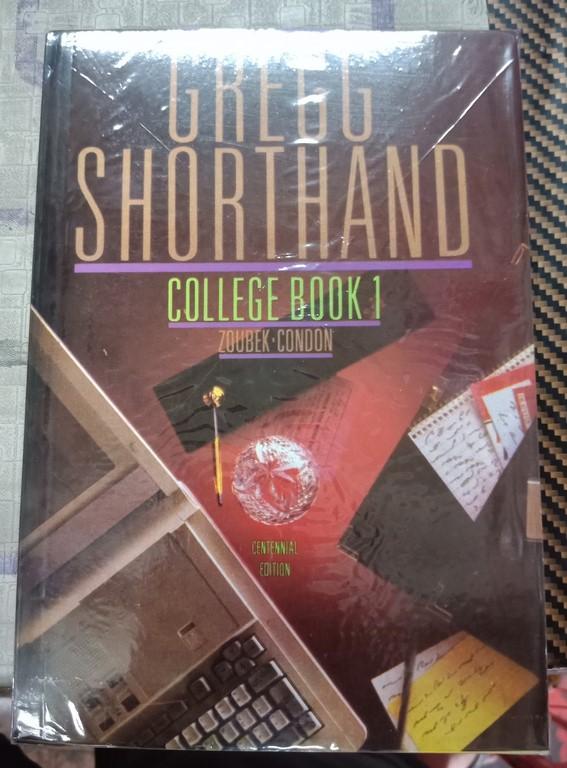 GREGG
SHORTHAND
COLLEGE BOOK 1
ZOUBEK·CONDON
CENTENNIAL
EDITION